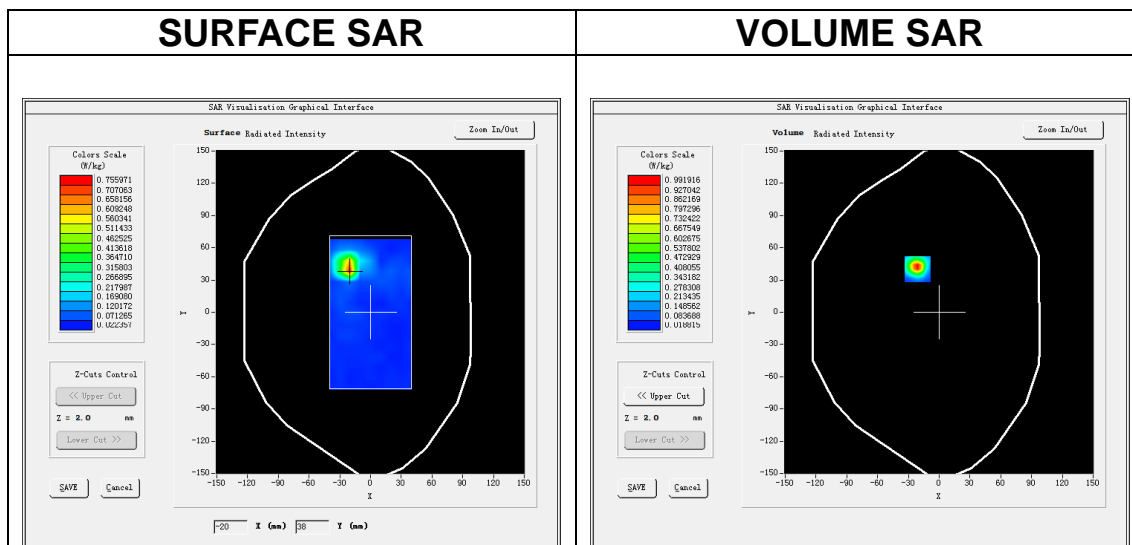 SURFACE SAR
VOLUME SAR
SAR Visualisation Graphical Interface
Surface Radiated Intensity
Zoom In/Out
Colors Scale
(W/kg)
0.755971
0.707063
0.658156
0.609248
0.560341
0.511433
0.462525
0.413618
0.364710
0.315803
0.266895
0.217987
0.169080
0.120172
0.071265
0.022357
150
120
90
60
30
0
-30
-60
-90
-120
-150
Y
-150 -120 -90 -60 -30 0 30 60 90 120 150
X
Z-Cuts Control
<< Upper Cut
Z = 2.0 mm
Lower Cut >>
SAVE Cancel
-20 X (mm) 38 Y (mm)
SAR Visualisation Graphical Interface
Volume Radiated Intensity
Zoom In/Out
Colors Scale
(W/kg)
0.991916
0.927042
0.862169
0.797296
0.732422
0.667549
0.602675
0.537802
0.472929
0.408055
0.343182
0.278308
0.213435
0.148562
0.083688
0.018815
150
120
90
60
30
0
-30
-60
-90
-120
-150
Y
-150 -120 -90 -60 -30 0 30 60 90 120 150
X
Z-Cuts Control
<< Upper Cut
Z = 2.0 mm
Lower Cut >>
SAVE Cancel